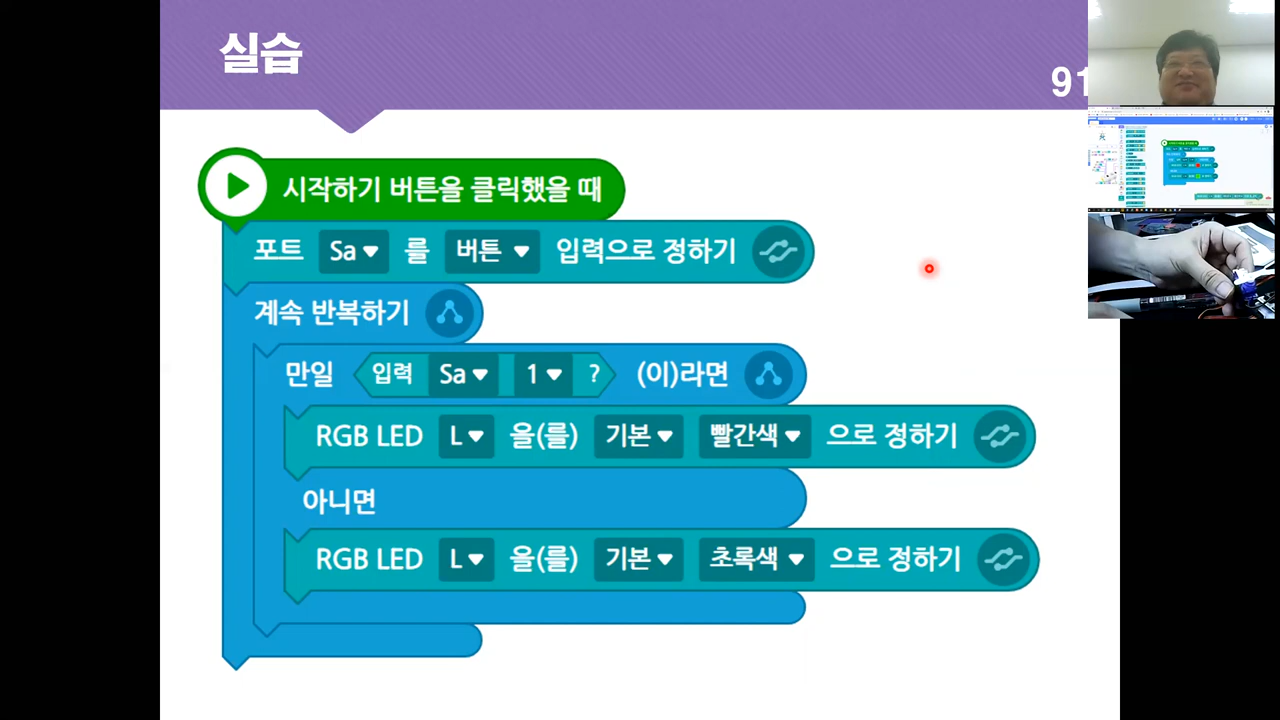 실습
91
시작하기 버튼을 클릭했을 때
포트 Sa 를 버튼 입력으로 정하기
계속 반복하기
만일 입력 Sa 1 ? (이)라면
RGB LED L 을(를) 기본 빨간색 으로 정하기
아니면
RGB LED L 을(를) 기본 초록색 으로 정하기